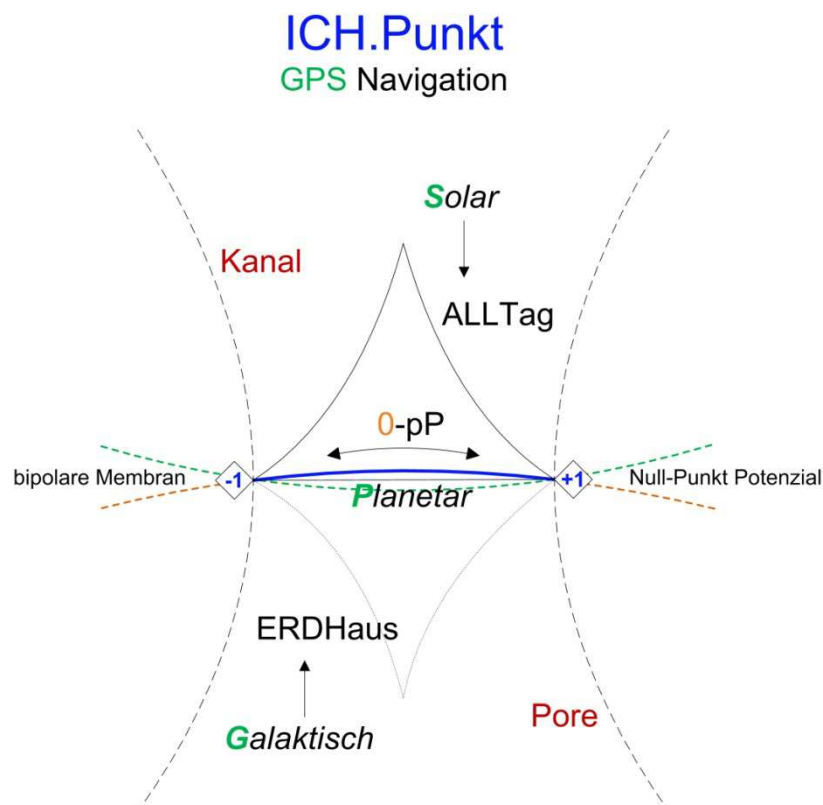 ICH.Punkt
GPS Navigation
Solar
Kanal
ALLTag
0-pP
bipolare Membran
-1
+1
Null-Punkt Potenzial
Planetar
ERDHaus
Pore
Galaktisch